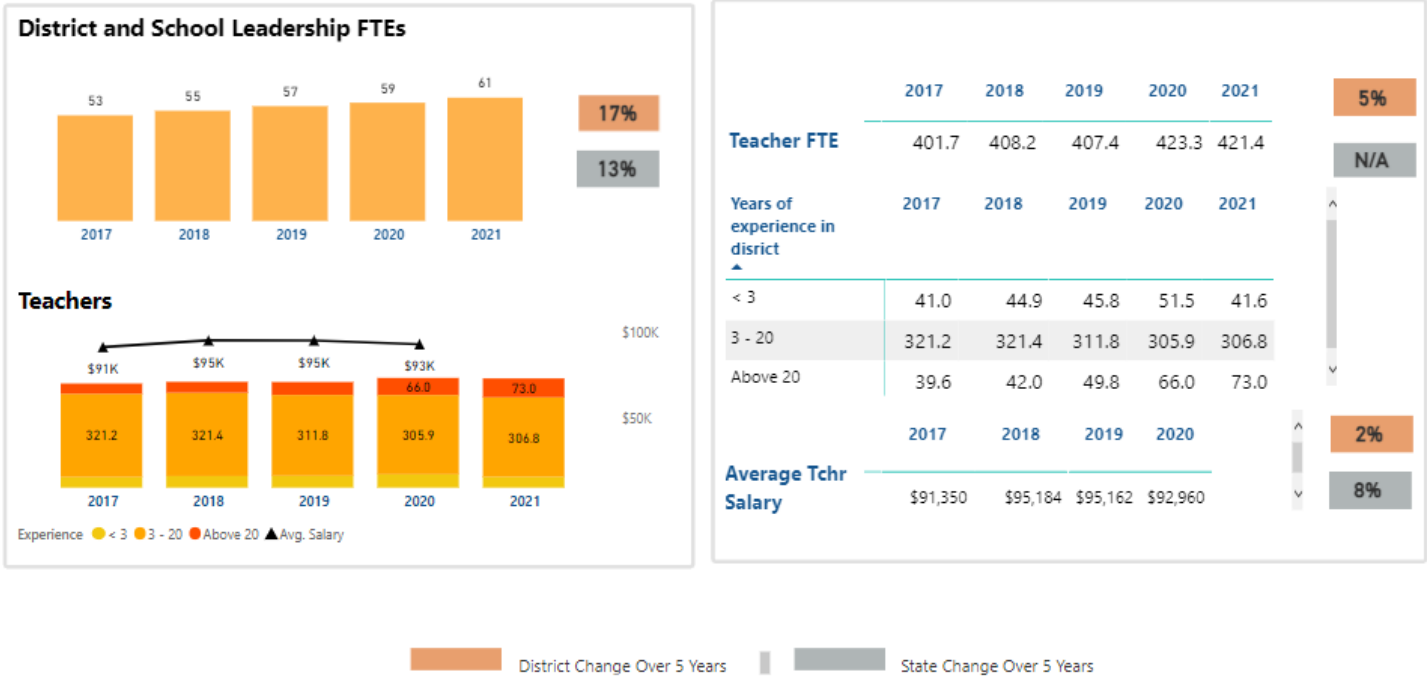 District and School Leadership FTEs
53 55 57 59 61
17%
13%
2017 2018 2019 2020 2021
Teachers
$100K
$91K $95K $95K $93K
66.0 73.0
$50K
321.2 321.4 311.8 305.9 306.8
2017 2018 2019 2020 2021
Experience < 3 3 - 20 Above 20 Avg. Salary
2017 2018 2019 2020 2021
5%
Teacher FTE 401.7 408.2 407.4 423.3 421.4
N/A
Years of
experience in
disrict
2017 2018 2019 2020 2021
< 3 41.0 44.9 45.8 51.5 41.6
3 - 20 321.2 321.4 311.8 305.9 306.8
Above 20 39.6 42.0 49.8 66.0 73.0
2017 2018 2019 2020
2%
Average Tchr
Salary
$91,350 $95,184 $95,162 $92,960
8%
District Change Over 5 Years State Change Over 5 Years